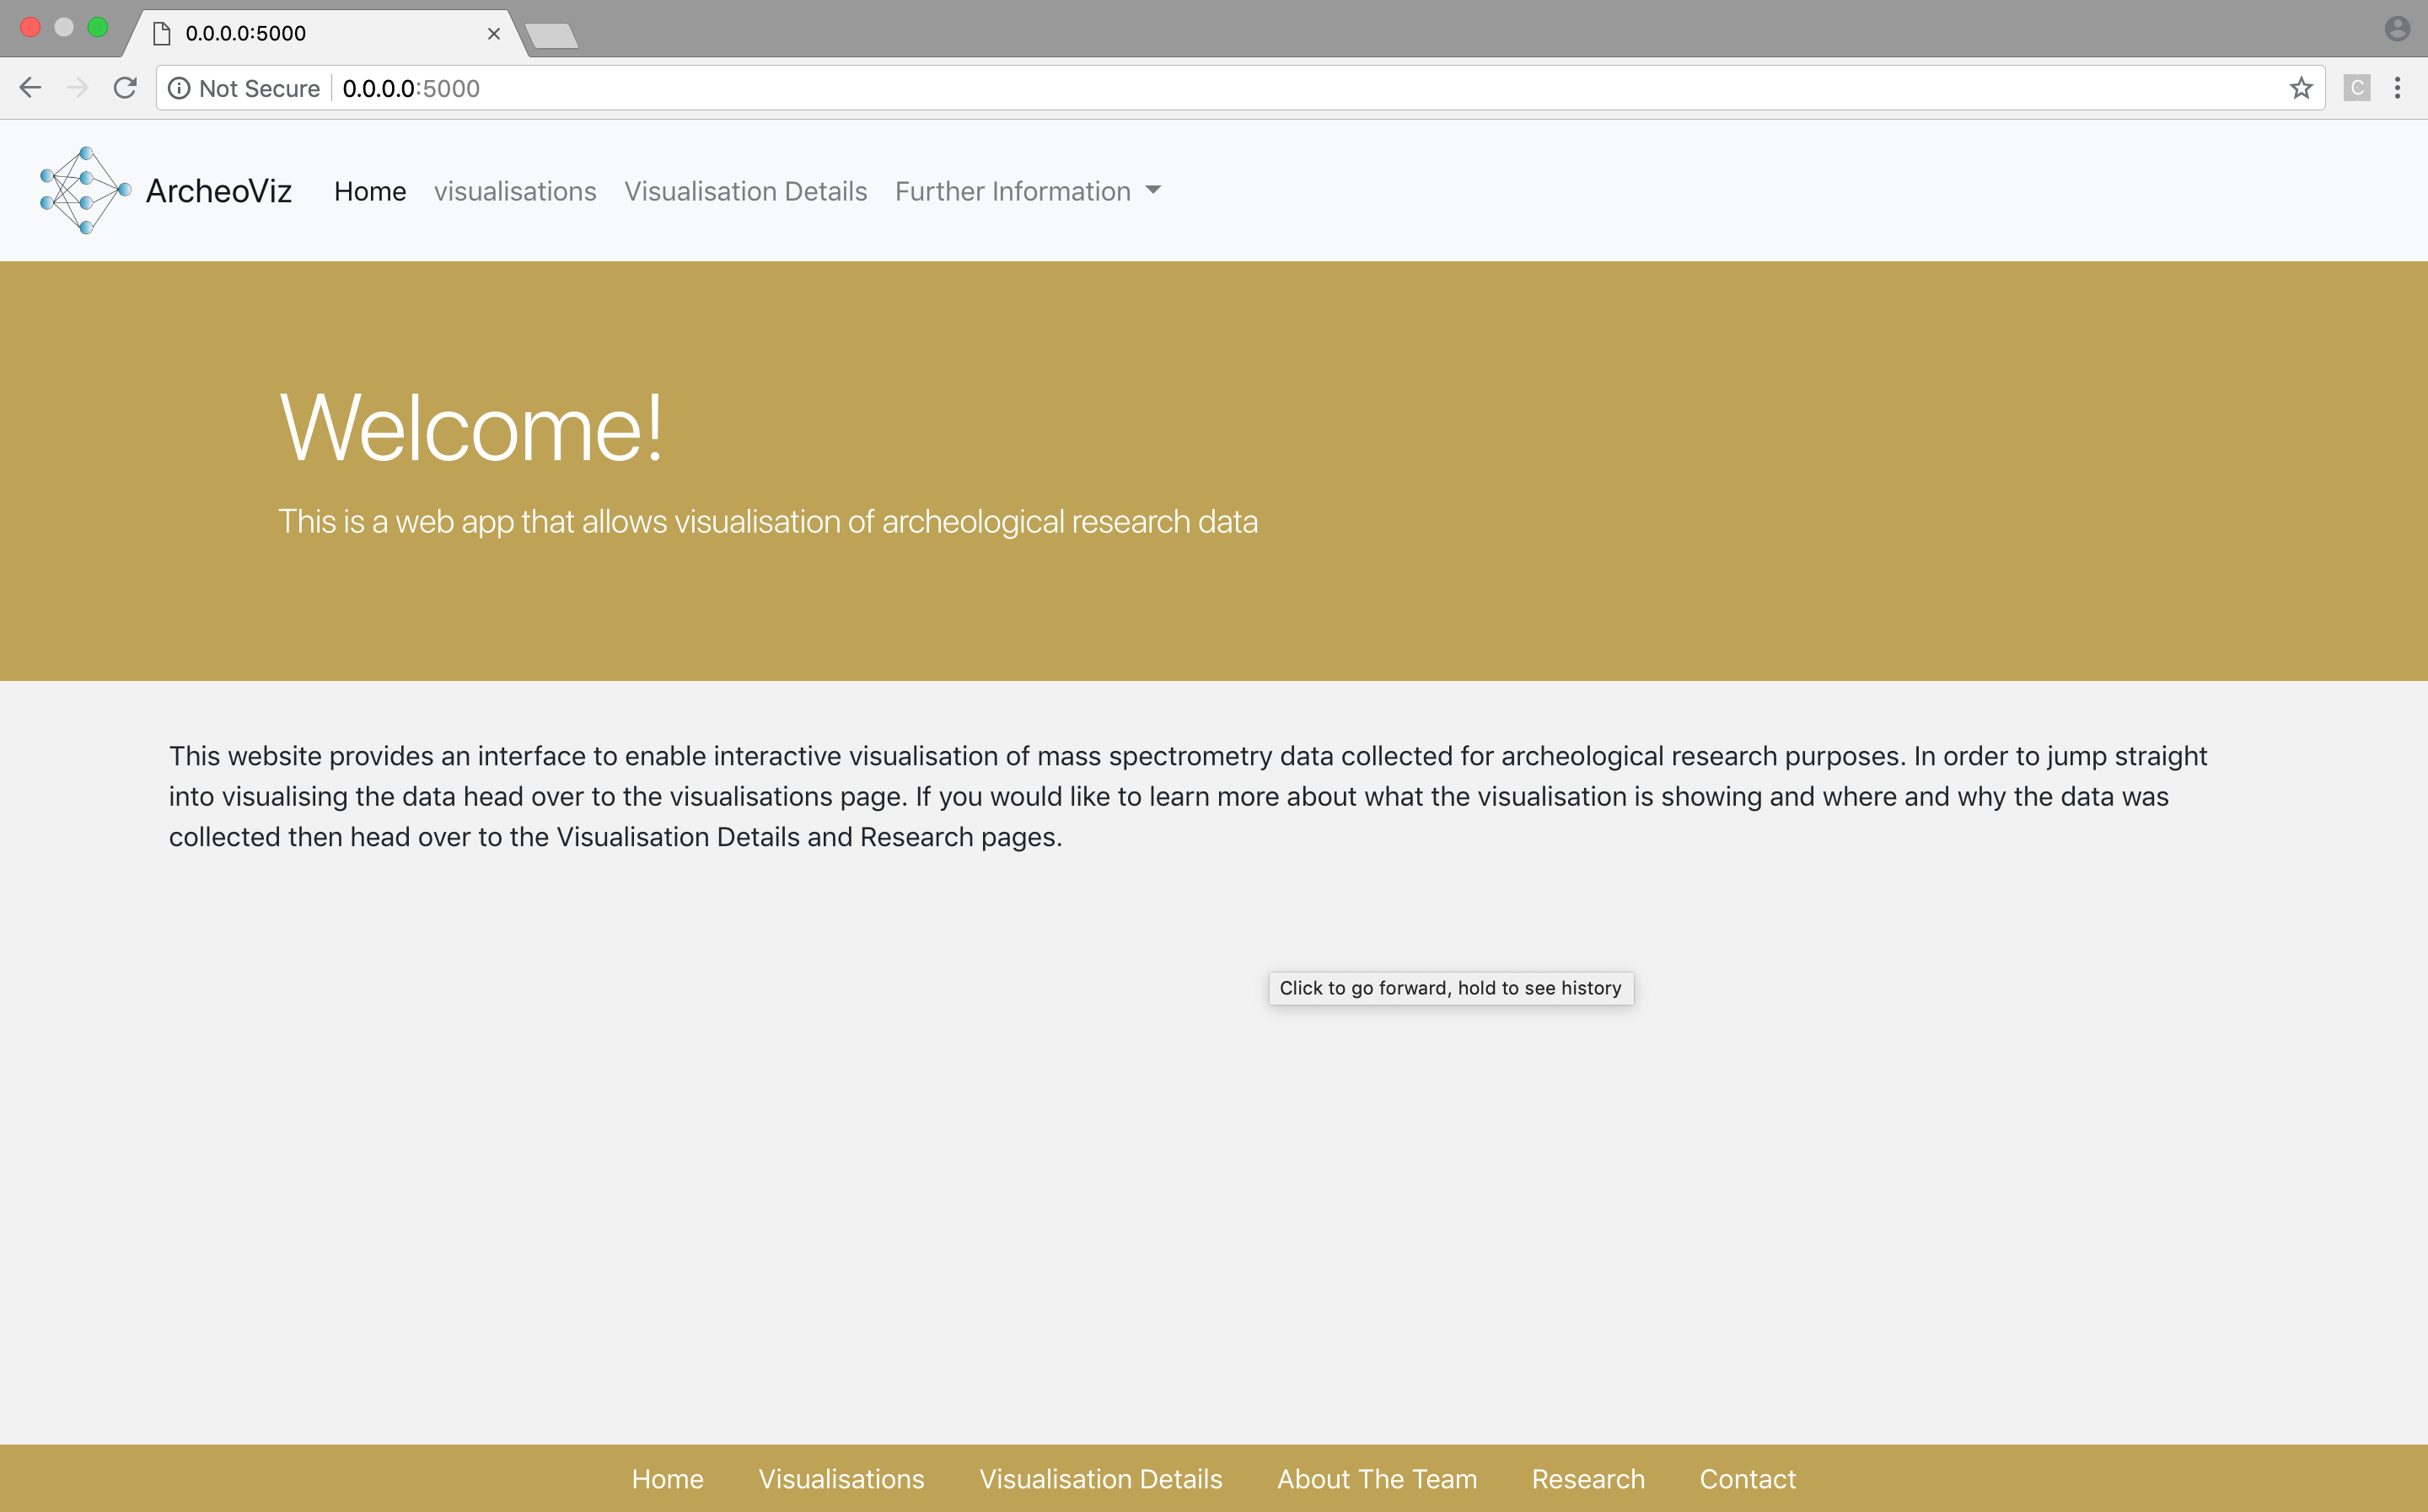 0.0.0.0:5000
Not Secure 0.0.0.0:5000
C
ArcheoViz Home visualisations Visualisation Details Further Information
Welcome!
This is a web app that allows visualisation of archeological research data
This website provides an interface to enable interactive visualisation of mass spectrometry data collected for archeological research purposes. In order to jump straight
into visualising the data head over to the visualisations page. If you would like to learn more about what the visualisation is showing and where and why the data was
collected then head over to the Visualisation Details and Research pages.
Click to go forward, hold to see history
Home Visualisations Visualisation Details About The Team Research Contact